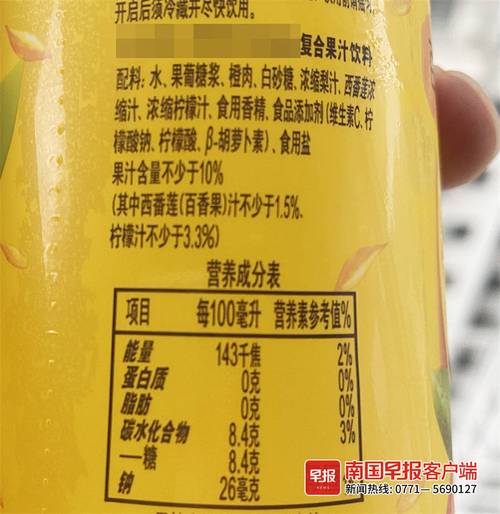 开启后须冷藏并尽快饮用。
复合果汁饮料
配料：水、果葡糖浆、橙肉、白砂糖、浓缩梨汁、西番莲浓
缩汁、浓缩柠檬汁、食用香精、食品添加剂(维生素C、柠
檬酸钠、柠檬酸、β-胡萝卜素)、食用盐
果汁含量不少于10%
(其中西番莲(百香果)汁不少于1.5%、
柠檬汁不少于3.3%)
营养成分表
项目 每100毫升 营养素参考值%
能量 143千焦 2%
蛋白质 0克 0%
脂肪 0克 0%
碳水化合物 8.4克 3%
——糖 8.4克
钠 26毫克
早报 南国早报客户端
NEWS 新闻热线: 0771—5690127